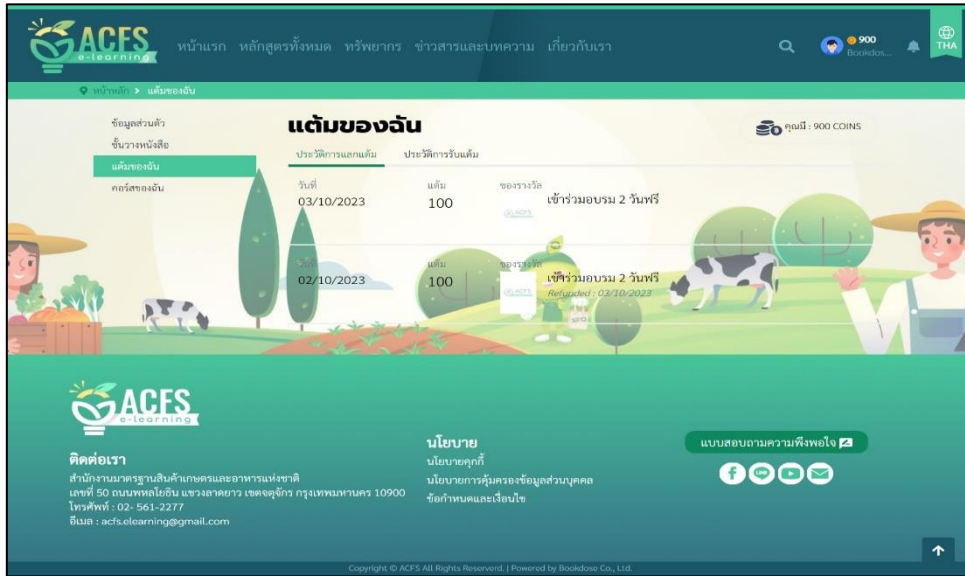 ACFS
e-learning
หน้าแรก หลักสูตรทั้งหมด ทรัพยากร ข่าวสารและบทความ เกี่ยวกับเรา
900
Bookdos...
THA
หน้าหลัก > แต้มของฉัน
ข้อมูลส่วนตัว
ชั้นวางหนังสือ
แต้มของฉัน
คอร์สของฉัน
แต้มของฉัน
คุณมี : 900 COINS
ประวัติการแลกแต้ม ประวัติการรับแต้ม
วันที่ แต้ม ของรางวัล
03/10/2023 100 เข้าร่วมอบรม 2 วันฟรี
ACFS
วันที่ แต้ม ของรางวัล
02/10/2023 100 เข้าร่วมอบรม 2 วันฟรี
ACFS Refunded : 03/10/2023
ACFS
e-learning
ติดต่อเรา
สำนักงานมาตรฐานสินค้าเกษตรและอาหารแห่งชาติ
เลขที่ 50 ถนนพหลโยธิน แขวงลาดยาว เขตจตุจักร กรุงเทพมหานคร 10900
โทรศัพท์ : 02- 561-2277
อีเมล : acfs.elearning@gmail.com
นโยบาย
นโยบายคุกกี้
นโยบายการคุ้มครองข้อมูลส่วนบุคคล
ข้อกำหนดและเงื่อนไข
แบบสอบถามความพึงพอใจ
Copyright © ACFS All Rights Reserverd. | Powered by Bookdose Co., Ltd.